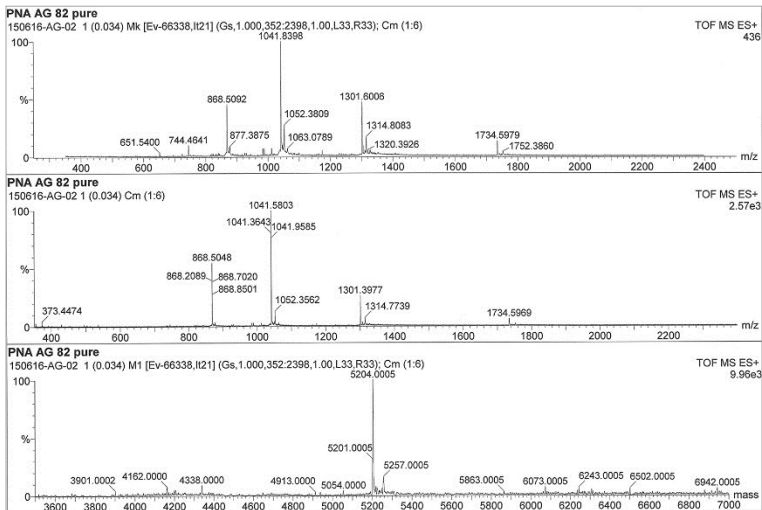 PNA AG 82 pure
150616-AG-02 1 (0.034) Mk [Ev-66338,It21] (Gs,1.000,352:2398,1.00,L33,R33); Cm (1:6)
TOF MS ES+
436
1041.8398
100
868.5092
1301.6006
1052.3809
1314.8083
%
651.5400
744.4641
877.3875
1063.0789
1320.3926
1734.5979
1752.3860
400 600 800 1000 1200 1400 1600 1800 2000 2200 2400
m/z
PNA AG 82 pure
150616-AG-02 1 (0.034) Cm (1:6)
TOF MS ES+
2.57e3
1041.5803
100
1041.3643
1041.9585
868.5048
%
868.2089
868.7020
868.8501
373.4474
1052.3562
1301.3977
1314.7739
1734.5969
0
400 600 800 1000 1200 1400 1600 1800 2000 2200
m/z
PNA AG 82 pure
150616-AG-02 1 (0.034) M1 [Ev-66338,It21] (Gs,1.000,352:2398,1.00,L33,R33); Cm (1:6)
TOF MS ES+
9.96e3
5204.0005
100
%
5201.0005
5257.0005
3901.0002
4162.0000
4338.0000
4913.0000
5054.0000
5863.0005
6073.0005
6243.0005
6502.0005
6942.0005
0
3600 3800 4000 4200 4400 4600 4800 5000 5200 5400 5600 5800 6000 6200 6400 6600 6800 7000
mass